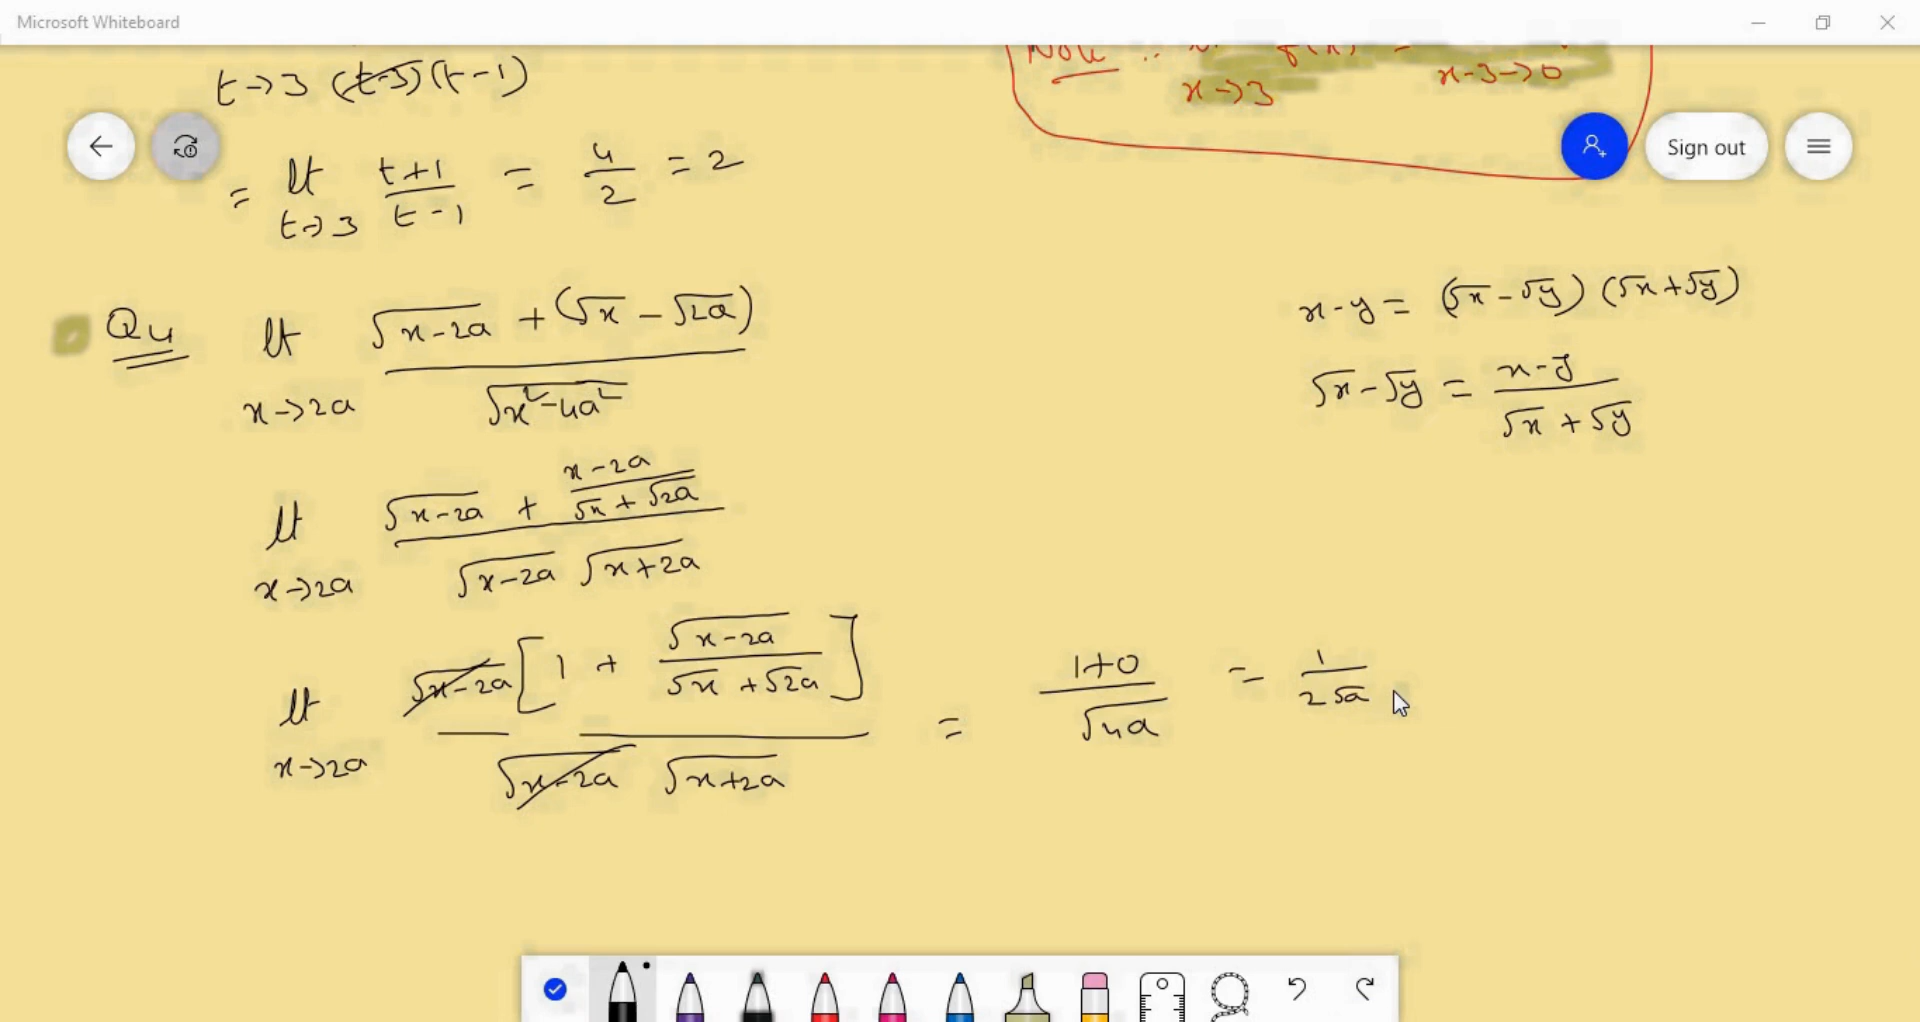 Microsoft Whiteboard
t→3 (t-3)(t-1)
x→3
x-3→0
Sign out
= lt t→3 (t+1)/(t-1) = 4/2 = 2
Q4 lt x→2a (√(x-2a) + (√x - √2a))/√(x²-4a²)
x-y = (√x-√y)(√x+√y)
√x-√y = (x-y)/(√x+√y)
lt x→2a (√(x-2a) + (x-2a)/(√x+√2a))/(√(x-2a) √(x+2a))
lt x→2a √(x-2a)[1 + √(x-2a)/(√x+√2a)]/(√(x-2a) √(x+2a)) = (1+0)/√4a = 1/(2√a)